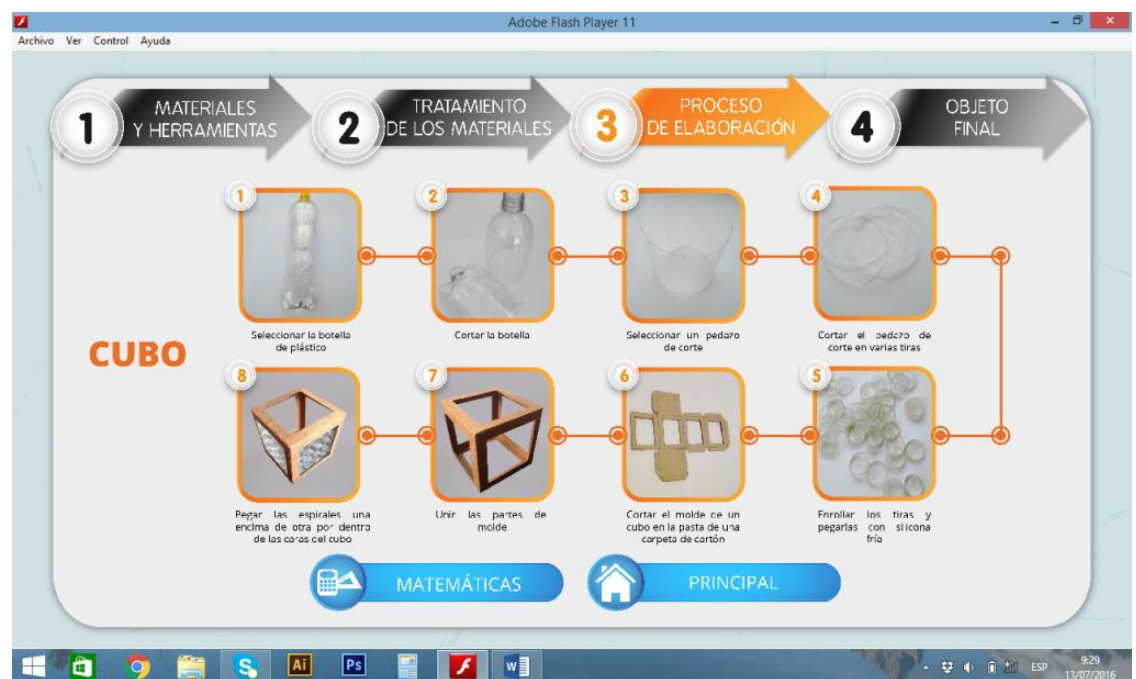 Adobe Flash Player 11
Archivo Ver Control Ayuda
1
MATERIALES
Y HERRAMIENTAS
2
TRATAMIENTO
DE LOS MATERIALES
3
PROCESO
DE ELABORACIÓN
4
OBJETO
FINAL
CUBO
1
Seleccionar la botella
de plástico
2
Cortar la botella
3
Seleccionar un pedazo
de corte
4
Cortar el pedazo de
corte en varias tiras
5
Enrollar los tiras y
pegarlas con silicona
fría
6
Cortar el molde de un
cubo en la pasta de una
carpeta de cartón
7
Unir las partes de
molde
8
Pegar las espirales una
encima de otra por dentro
de las caras del cubo
MATEMÁTICAS
PRINCIPAL
S
Ai
Ps
W
ESP
9:29
13/07/2016